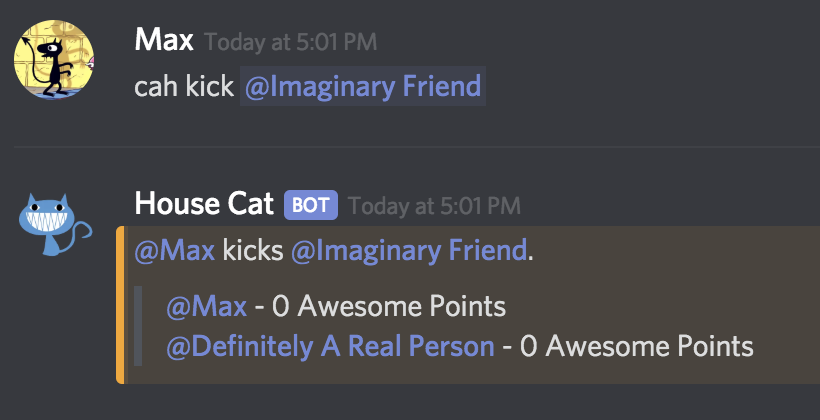 Max Today at 5:01 PM
cah kick @Imaginary Friend
House Cat BOT Today at 5:01 PM
@Max kicks @Imaginary Friend.
@Max - 0 Awesome Points
@Definitely A Real Person - 0 Awesome Points